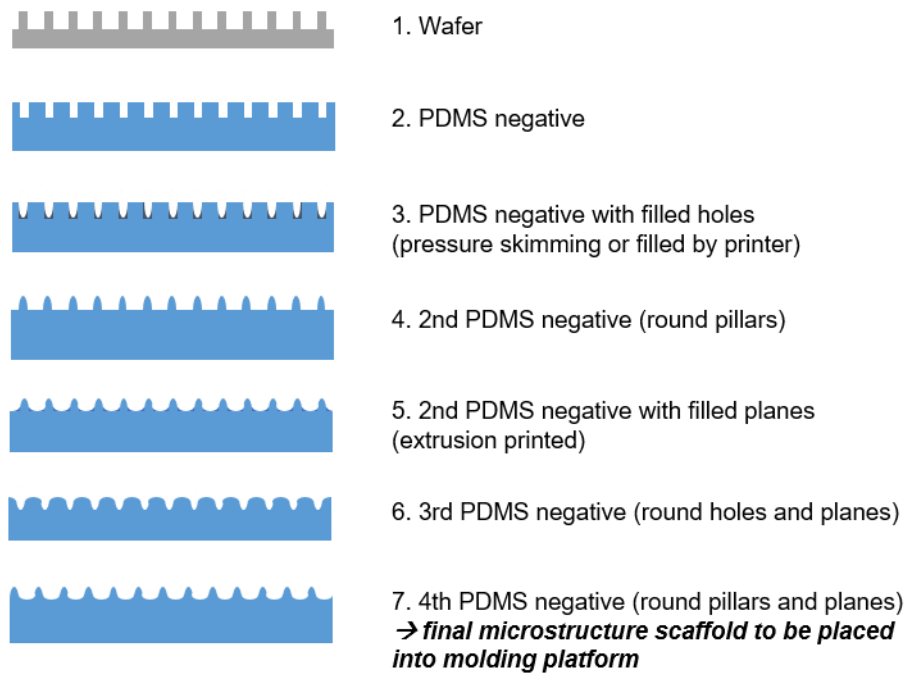 1. Wafer
2. PDMS negative
3. PDMS negative with filled holes
(pressure skimming or filled by printer)
4. 2nd PDMS negative (round pillars)
5. 2nd PDMS negative with filled planes
(extrusion printed)
6. 3rd PDMS negative (round holes and planes)
7. 4th PDMS negative (round pillars and planes)
→ final microstructure scaffold to be placed
into molding platform